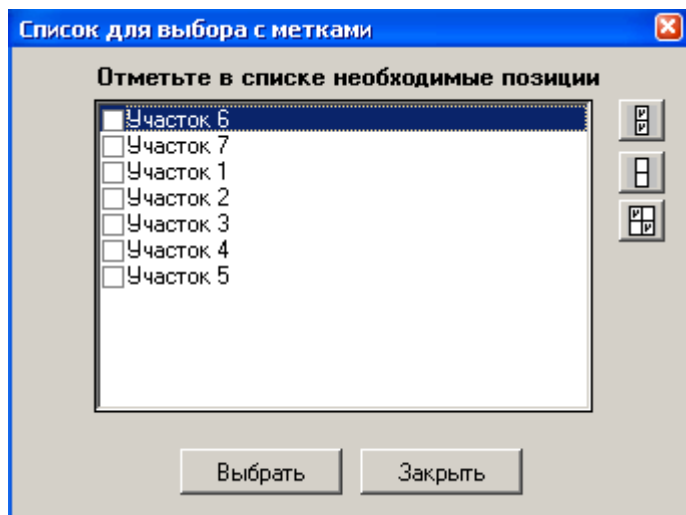 Список для выбора с метками
Отметьте в списке необходимые позиции
Участок 6
Участок 7
Участок 1
Участок 2
Участок 3
Участок 4
Участок 5
Выбрать
Закрыть